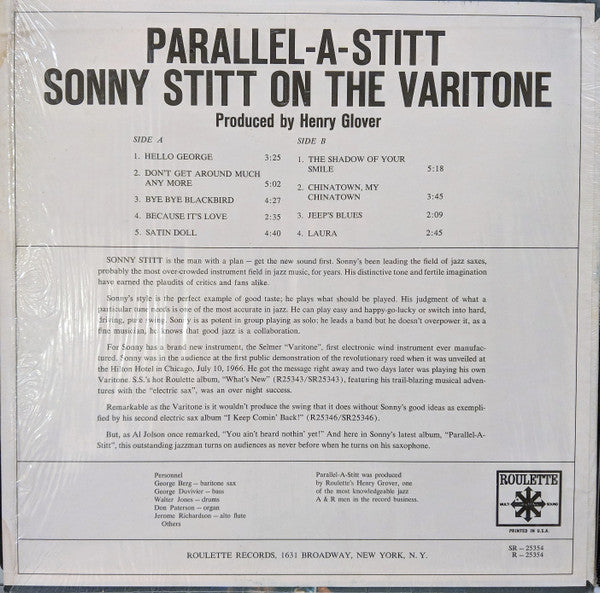 PARALLEL-A-STITT
SONNY STITT ON THE VARITONE
Produced by Henry Glover
SIDE A
1. HELLO GEORGE 3:25
2. DON'T GET AROUND MUCH
ANY MORE 5:02
3. BYE BYE BLACKBIRD 4:27
4. BECAUSE IT'S LOVE 2:35
5. SATIN DOLL 4:40
SIDE B
1. THE SHADOW OF YOUR
SMILE 5:18
2. CHINATOWN, MY
CHINATOWN 3:45
3. JEEP'S BLUES 2:09
4. LAURA 2:45
SONNY STITT is the man with a plan — get the new sound first. Sonny's been leading the field of jazz saxes,
probably the most over-crowded instrument field in jazz music, for years. His distinctive tone and fertile imagination
have earned the plaudits of critics and fans alike.
Sonny's style is the perfect example of good taste; he plays what should be played. His judgment of what a
particular tune needs is one of the most accurate in jazz. He can play easy and happy-go-lucky or switch into hard,
driving, pure swing. Sonny is as potent in group playing as solo; he leads a band but he doesn't overpower it, as a
fine musician, he knows that good jazz is a collaboration.
For Sonny has a brand new instrument, the Selmer "Varitone", first electronic wind instrument ever manufac-
tured. Sonny was in the audience at the first public demonstration of the revolutionary reed when it was unveiled at
the Hilton Hotel in Chicago, July 10, 1966. He got the message right away and two days later was playing his own
Varitone. S.S.'s hot Roulette album, "What's New" (R25343/SR25343), featuring his trail-blazing musical adven-
tures with the "electric sax", was an over night success.
Remarkable as the Varitone is it wouldn't produce the swing that it does without Sonny's good ideas as exempli-
fied by his second electric sax album "I Keep Comin' Back!" (R25346/SR25346).
But, as Al Jolson once remarked, "You ain't heard nothin' yet!" And here in Sonny's latest album, "Parallel-A-
Stitt", this outstanding jazzman turns on audiences as never before when he turns on his saxophone.
Personnel
George Berg — baritone sax
George Duvivier — bass
Walter Jones — drums
Don Paterson — organ
Jerome Richardson — alto flute
Others
Parallel-A-Stitt was produced
by Roulette's Henry Grover, one
of the most knowledgeable jazz
A & R men in the record business.
ROULETTE
PRINTED IN U.S.A.
ROULETTE RECORDS, 1631 BROADWAY, NEW YORK, N. Y.
SR — 25354
R — 25354